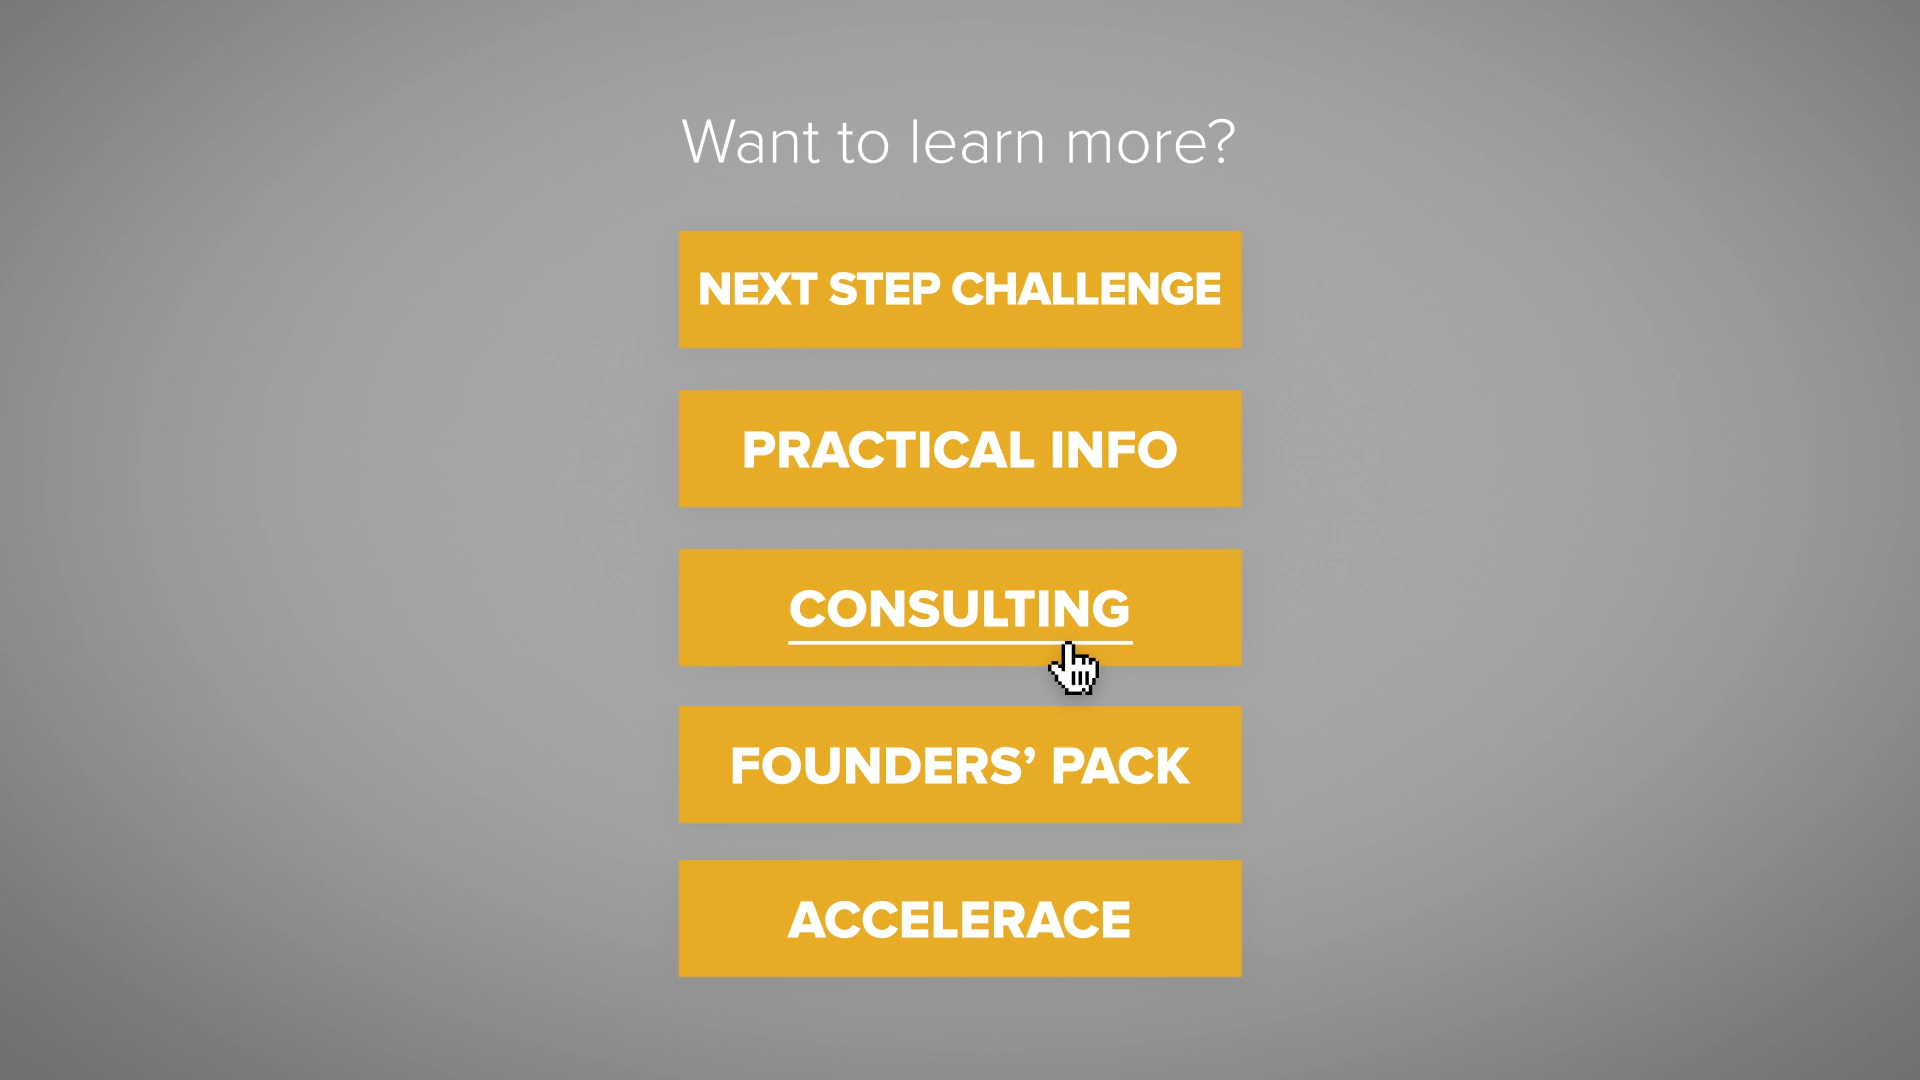 Want to learn more?
NEXT STEP CHALLENGE
PRACTICAL INFO
CONSULTING
FOUNDERS’ PACK
ACCELERACE